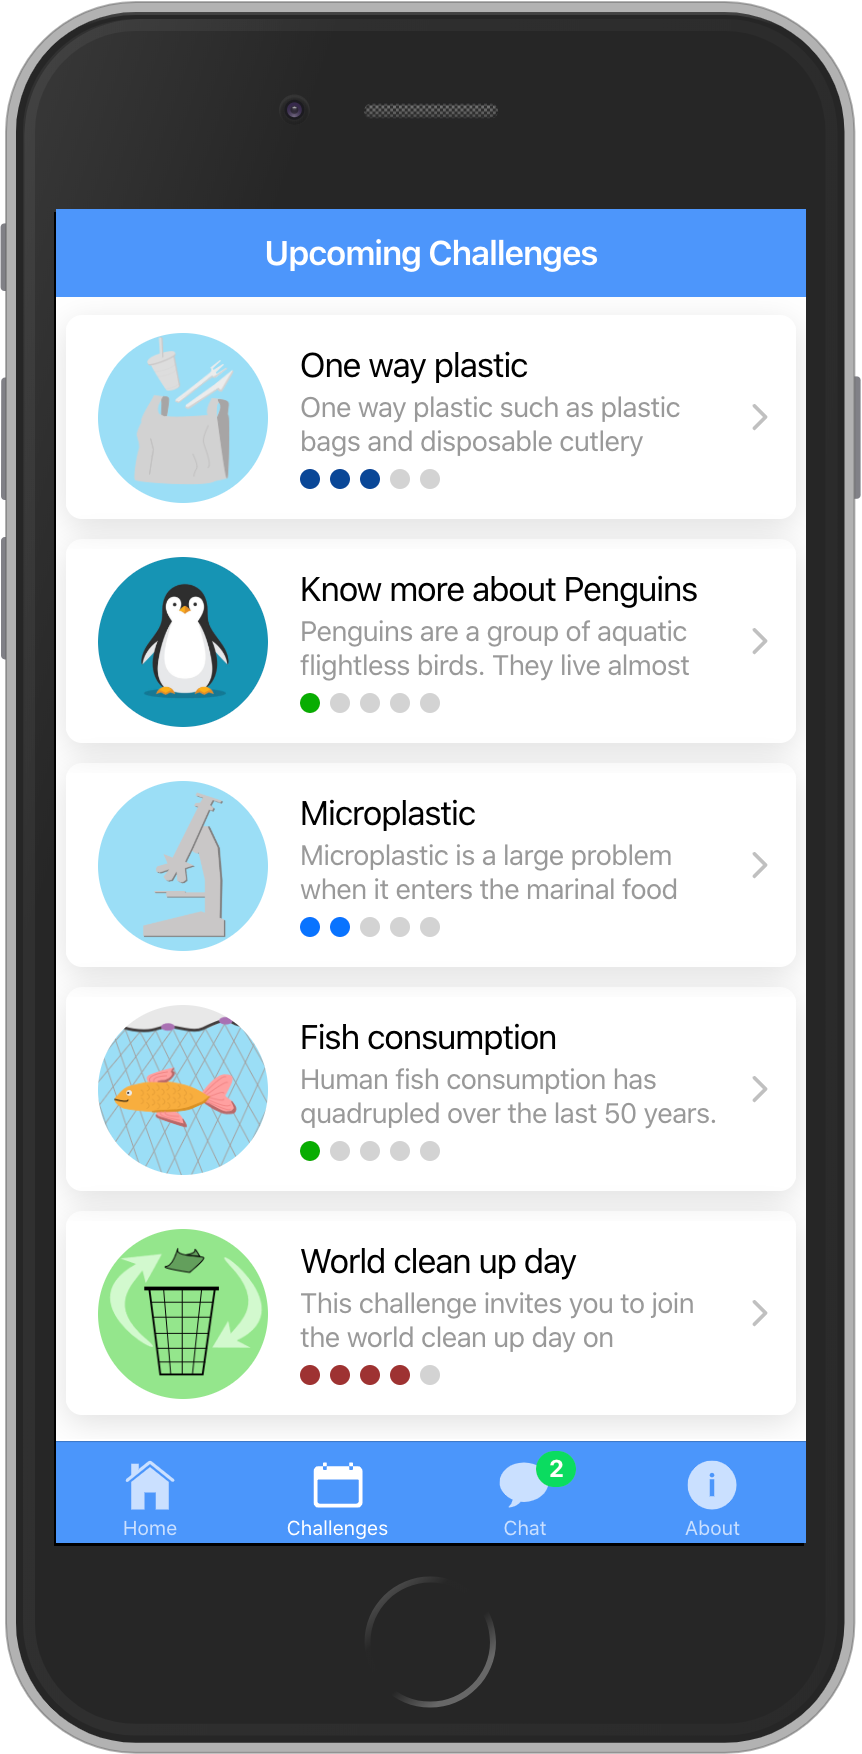 Upcoming Challenges
One way plastic
One way plastic such as plastic
bags and disposable cutlery
Know more about Penguins
Penguins are a group of aquatic
flightless birds. They live almost
Microplastic
Microplastic is a large problem
when it enters the marinal food
Fish consumption
Human fish consumption has
quadrupled over the last 50 years.
World clean up day
This challenge invites you to join
the world clean up day on
2
i
Home
Challenges
Chat
About